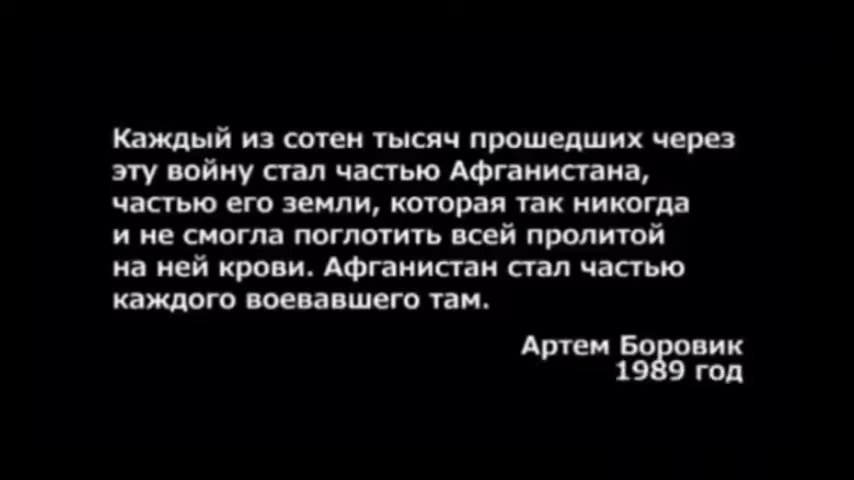 Каждый из сотен тысяч прошедших через
эту войну стал частью Афганистана,
частью его земли, которая так никогда
и не смогла поглотить всей пролитой
на ней крови. Афганистан стал частью
каждого воевавшего там.
Артем Боровик
1989 год